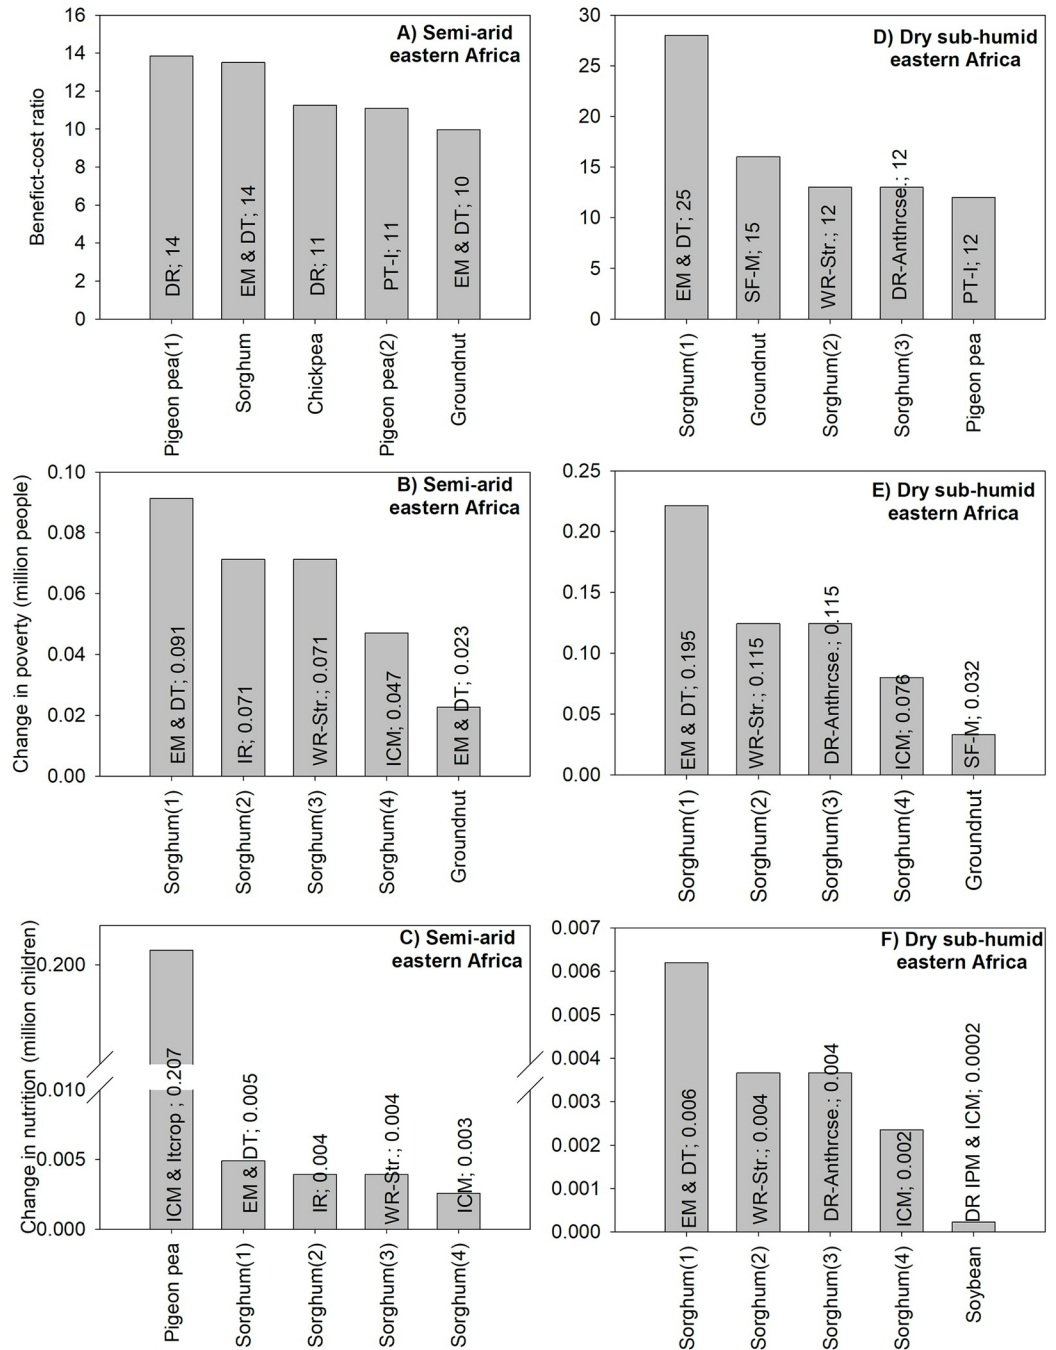 A) Semi-arid
eastern Africa
Benefict-cost ratio
16
14
12
10
8
6
4
2
0
DR; 14
EM & DT; 14
DR; 11
PT-I; 11
EM & DT; 10
Pigeon pea(1)
Sorghum
Chickpea
Pigeon pea(2)
Groundnut
D) Dry sub-humid
eastern Africa
30
25
20
15
10
5
0
EM & DT; 25
SF-M; 15
WR-Str.; 12
DR-Anthrcse.; 12
PT-I; 12
Sorghum(1)
Groundnut
Sorghum(2)
Sorghum(3)
Pigeon pea
B) Semi-arid
eastern Africa
Change in poverty (million people)
0.10
0.08
0.06
0.04
0.02
0.00
EM & DT; 0.091
IR; 0.071
WR-Str.; 0.071
ICM; 0.047
EM & DT; 0.023
Sorghum(1)
Sorghum(2)
Sorghum(3)
Sorghum(4)
Groundnut
E) Dry sub-humid
eastern Africa
0.25
0.20
0.15
0.10
0.05
0.00
EM & DT; 0.195
WR-Str.; 0.115
DR-Anthrcse.; 0.115
ICM; 0.076
SF-M; 0.032
Sorghum(1)
Sorghum(2)
Sorghum(3)
Sorghum(4)
Groundnut
C) Semi-arid
eastern Africa
Change in nutrition (million children)
0.200
0.010
0.005
0.000
ICM & Itcrop ; 0.207
EM & DT; 0.005
IR; 0.004
WR-Str.; 0.004
ICM; 0.003
Pigeon pea
Sorghum(1)
Sorghum(2)
Sorghum(3)
Sorghum(4)
F) Dry sub-humid
eastern Africa
0.007
0.006
0.005
0.004
0.003
0.002
0.001
0.000
EM & DT; 0.006
WR-Str.; 0.004
DR-Anthrcse.; 0.004
ICM; 0.002
DR IPM & ICM; 0.0002
Sorghum(1)
Sorghum(2)
Sorghum(3)
Sorghum(4)
Soybean